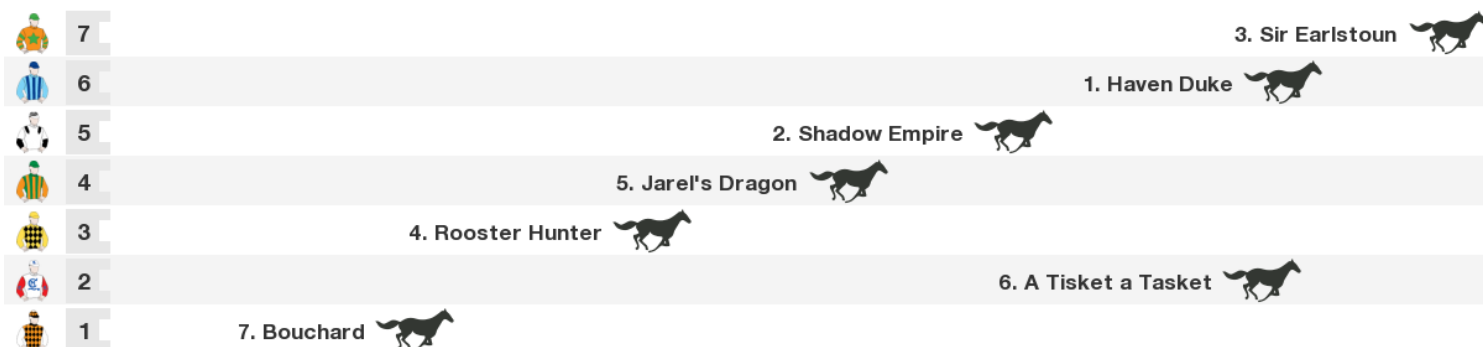 7 3. Sir Earlstoun
6 1. Haven Duke
5 2. Shadow Empire
4 5. Jarel's Dragon
3 4. Rooster Hunter
2 6. A Tisket a Tasket
1 7. Bouchard